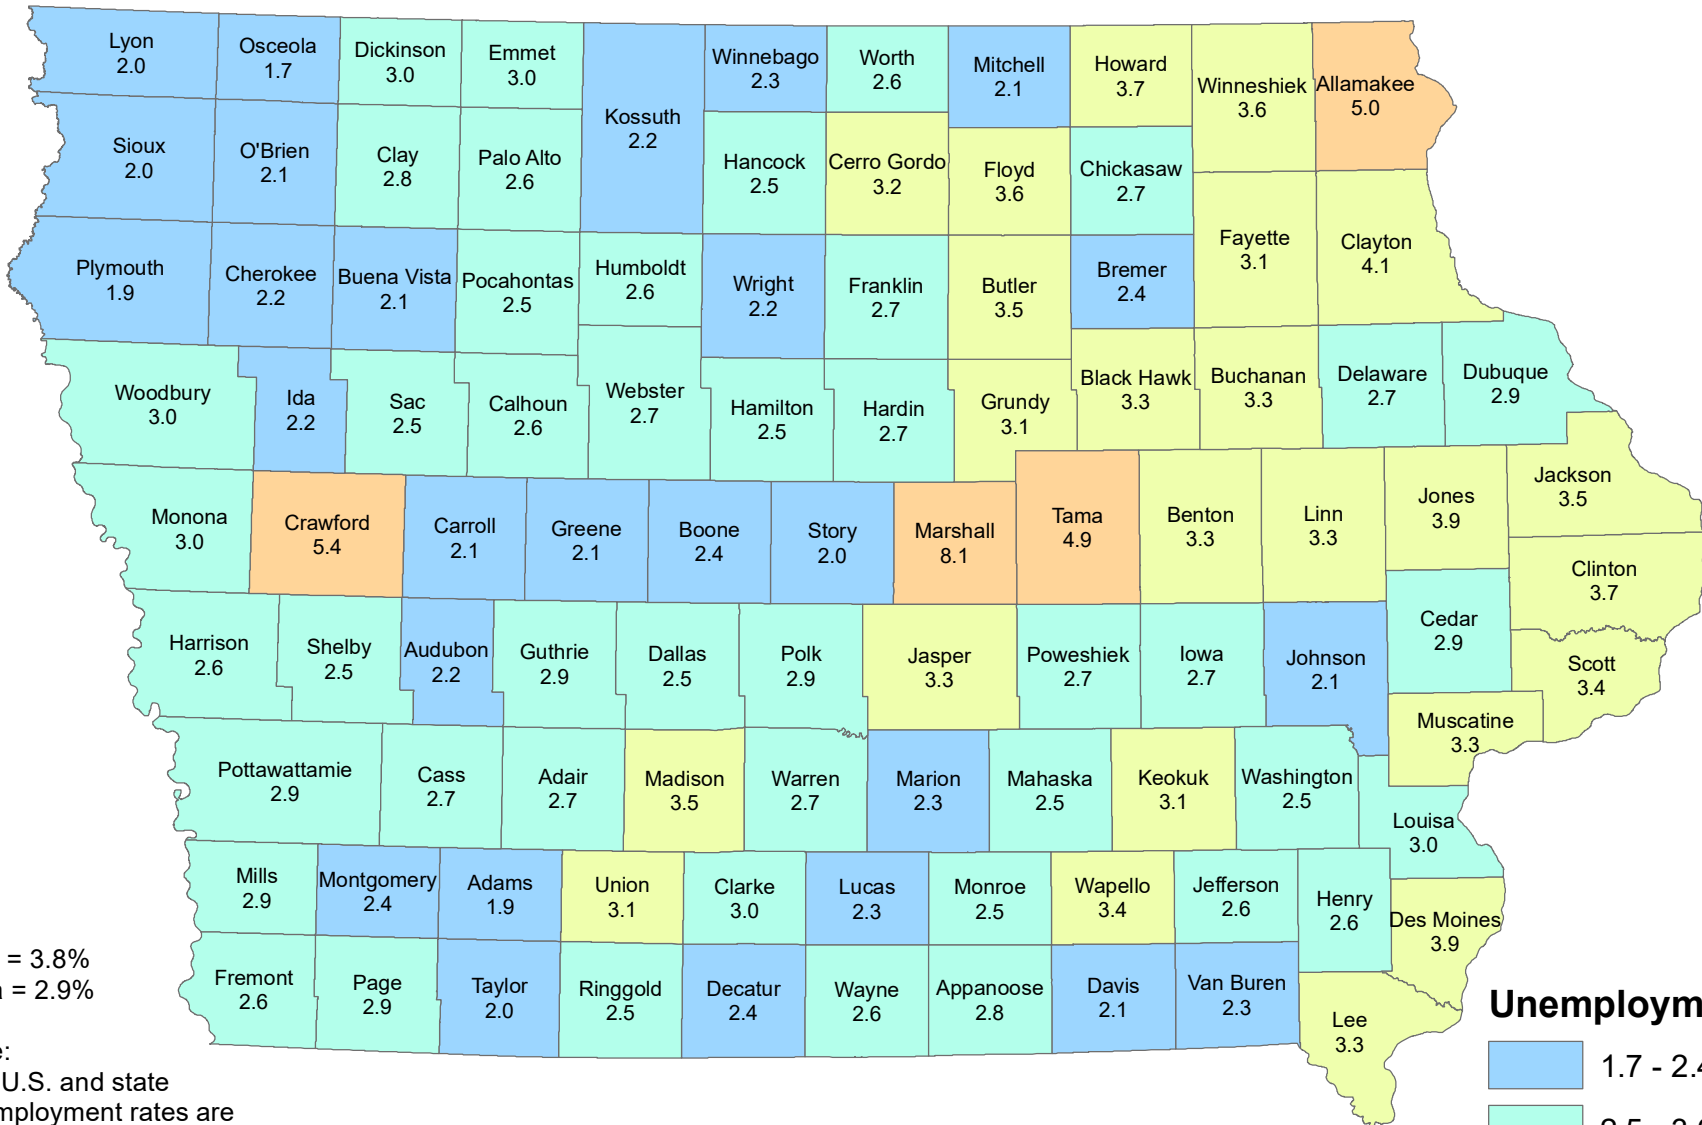 Lyon
2.0
Osceola
1.7
Dickinson
3.0
Emmet
3.0
Kossuth
2.2
Winnebago
2.3
Worth
2.6
Mitchell
2.1
Howard
3.7
Winneshiek
3.6
Allamakee
5.0
Sioux
2.0
O'Brien
2.1
Clay
2.8
Palo Alto
2.6
Hancock
2.5
Cerro Gordo
3.2
Floyd
3.6
Chickasaw
2.7
Plymouth
1.9
Cherokee
2.2
Buena Vista
2.1
Pocahontas
2.5
Humboldt
2.6
Wright
2.2
Franklin
2.7
Butler
3.5
Bremer
2.4
Fayette
3.1
Clayton
4.1
Woodbury
3.0
Ida
2.2
Sac
2.5
Calhoun
2.6
Webster
2.7
Hamilton
2.5
Hardin
2.7
Grundy
3.1
Black Hawk
3.3
Buchanan
3.3
Delaware
2.7
Dubuque
2.9
Monona
3.0
Crawford
5.4
Carroll
2.1
Greene
2.1
Boone
2.4
Story
2.0
Marshall
8.1
Tama
4.9
Benton
3.3
Linn
3.3
Jones
3.9
Jackson
3.5
Clinton
3.7
Harrison
2.6
Shelby
2.5
Audubon
2.2
Guthrie
2.9
Dallas
2.5
Polk
2.9
Jasper
3.3
Poweshiek
2.7
Iowa
2.7
Johnson
2.1
Cedar
2.9
Scott
3.4
Muscatine
3.3
Pottawattamie
2.9
Cass
2.7
Adair
2.7
Madison
3.5
Warren
2.7
Marion
2.3
Mahaska
2.5
Keokuk
3.1
Washington
2.5
Louisa
3.0
Mills
2.9
Montgomery
2.4
Adams
1.9
Union
3.1
Clarke
3.0
Lucas
2.3
Monroe
2.5
Wapello
3.4
Jefferson
2.6
Henry
2.6
Des Moines
3.9
Fremont
2.6
Page
2.9
Taylor
2.0
Ringgold
2.5
Decatur
2.4
Wayne
2.6
Appanoose
2.8
Davis
2.1
Van Buren
2.3
Lee
3.3
= 3.8%
= 2.9%
U.S. and state
mployment rates are
Unemploym
1.7 - 2.4